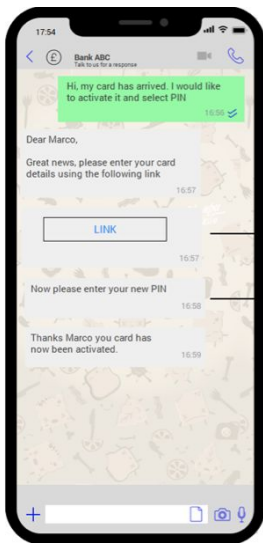 17:54
Bank ABC
Talk to us for a response
Hi, my card has arrived. I would like
to activate it and select PIN
16:56
Dear Marco,
Great news, please enter your card
details using the following link
16:57
LINK
16:57
Now please enter your new PIN
16:58
Thanks Marco you card has
now been activated.
16:59